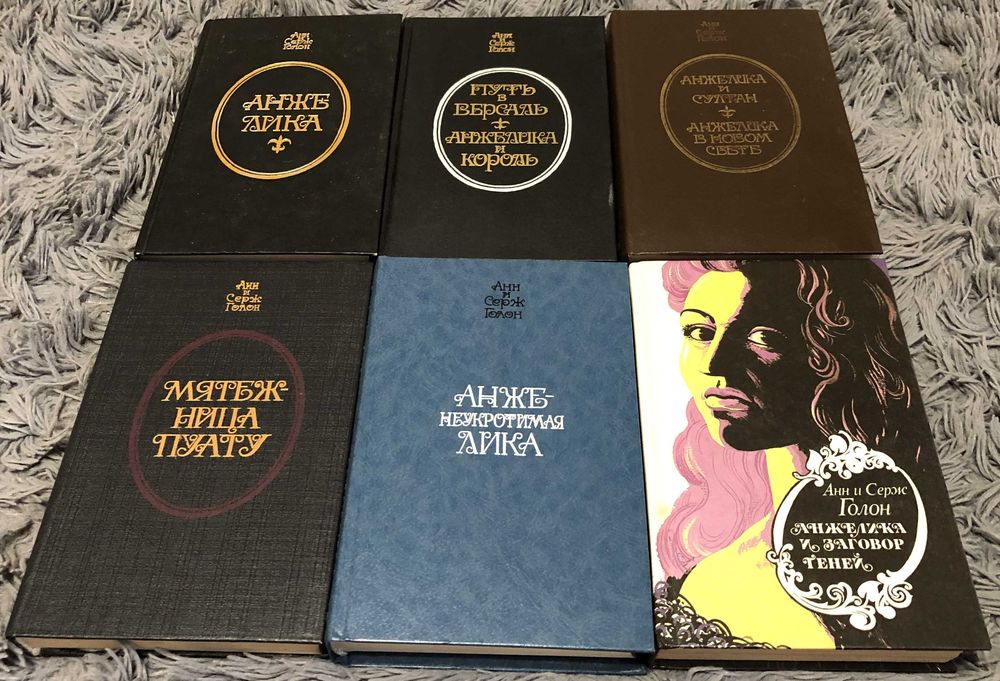 Анн
и
Серж
Голон
АНЖЕ
ЛИКА
Анн
и
Серж
Голон
ПУТЬ
В
ВЕРСАЛЬ
АНЖЕЛИКА
И
КОРОЛЬ
Анн
и
Серж
Голон
АНЖЕЛИКА
И
СУЛТАН
АНЖЕЛИКА
В НОВОМ
СВЕТЕ
Анн
и
Серж
Голон
МЯТЕЖ-
НИЦА
ПУАТУ
Анн
и
Серж
Голон
АНЖЕ-
НЕУКРОТИМАЯ
ЛИКА
Анн и Серж
Голон
АНЖЕЛИКА
И ЗАГОВОР
ТЕНЕЙ